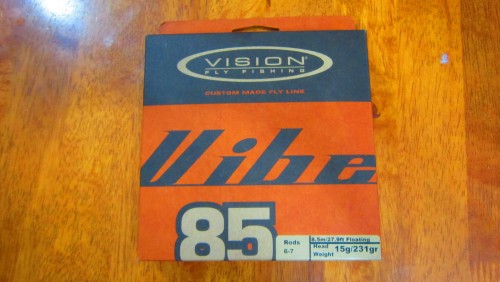 VISION®
FLY FISHING
CUSTOM MADE FLY LINE
Vibe
85
Rods
6-7
8.5m/27.9ft Floating
Head
Weight
15g/231gr